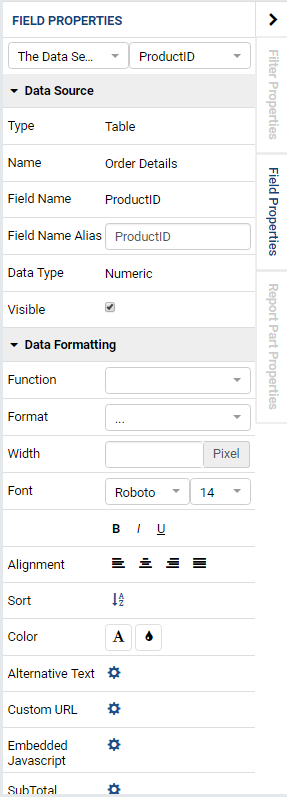 FIELD PROPERTIES
The Data Se... ProductID
Data Source
Type Table
Name Order Details
Field Name ProductID
Field Name Alias ProductID
Data Type Numeric
Visible
Data Formatting
Function
Format ...
Width Pixel
Font Roboto 14
B I U
Alignment
Sort AZ
Color A
Alternative Text
Custom URL
Embedded
Javascript
SubTotal
Filter Properties
Field Properties
Report Part Properties